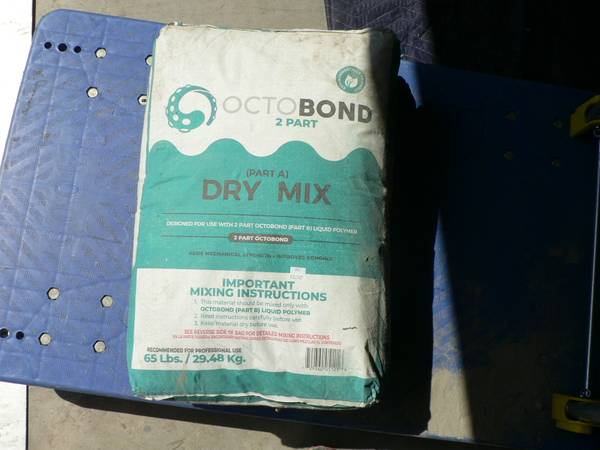 OCTOBOND
2 PART
(PART A)
DRY MIX
DESIGNED FOR USE WITH 2 PART OCTOBOND (PART B) LIQUID POLYMER
2 PART OCTOBOND
IMPORTANT
MIXING INSTRUCTIONS
1. This material should be mixed only with
OCTOBOND (PART B) LIQUID POLYMER
2. Read instructions carefully before use.
3. Keep material dry before use.
SEE REVERSE SIDE OF BAG FOR DETAILED MIXING INSTRUCTIONS
RECOMMENDED FOR PROFESSIONAL USE
65 Lbs. / 29.48 Kg.